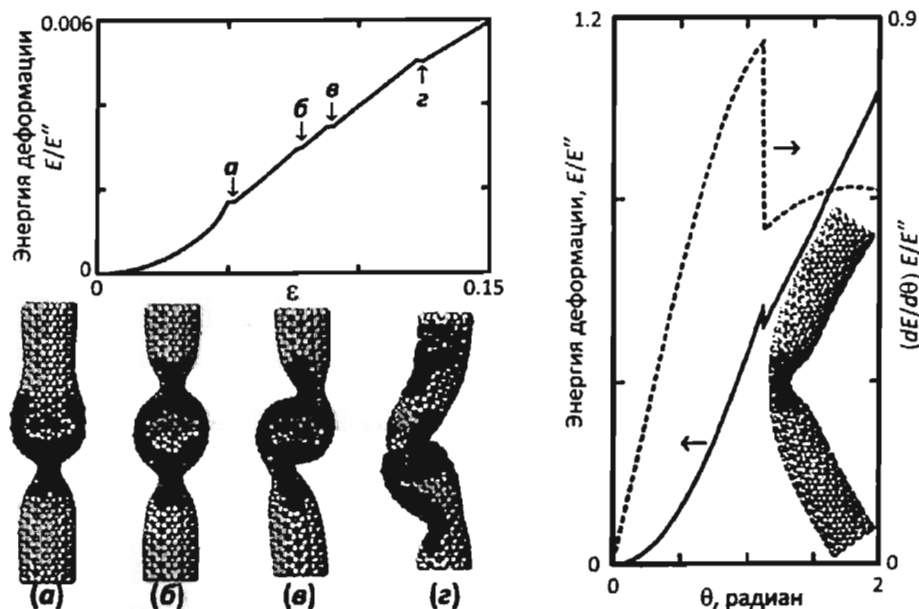 0.006
Энергия деформации
E/E″
а
б
в
г
0
0
ε
0.15
(а)
(б)
(в)
(г)
1.2
0.9
Энергия деформации, E/E″
(dE/dθ) E/E″
0
0
0
2
θ, радиан